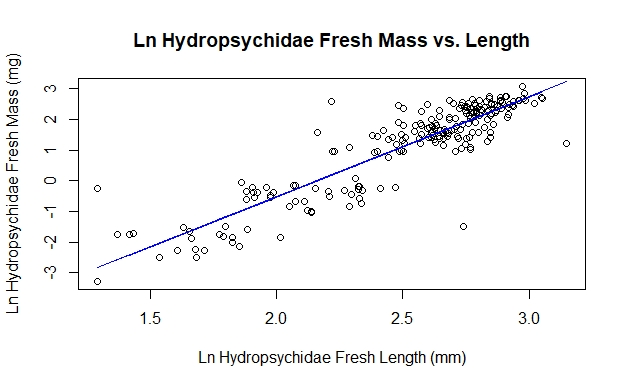 Ln Hydropsychidae Fresh Mass vs. Length
Ln Hydropsychidae Fresh Mass (mg)
3
2
1
0
-1
-2
-3
1.5 2.0 2.5 3.0
Ln Hydropsychidae Fresh Length (mm)